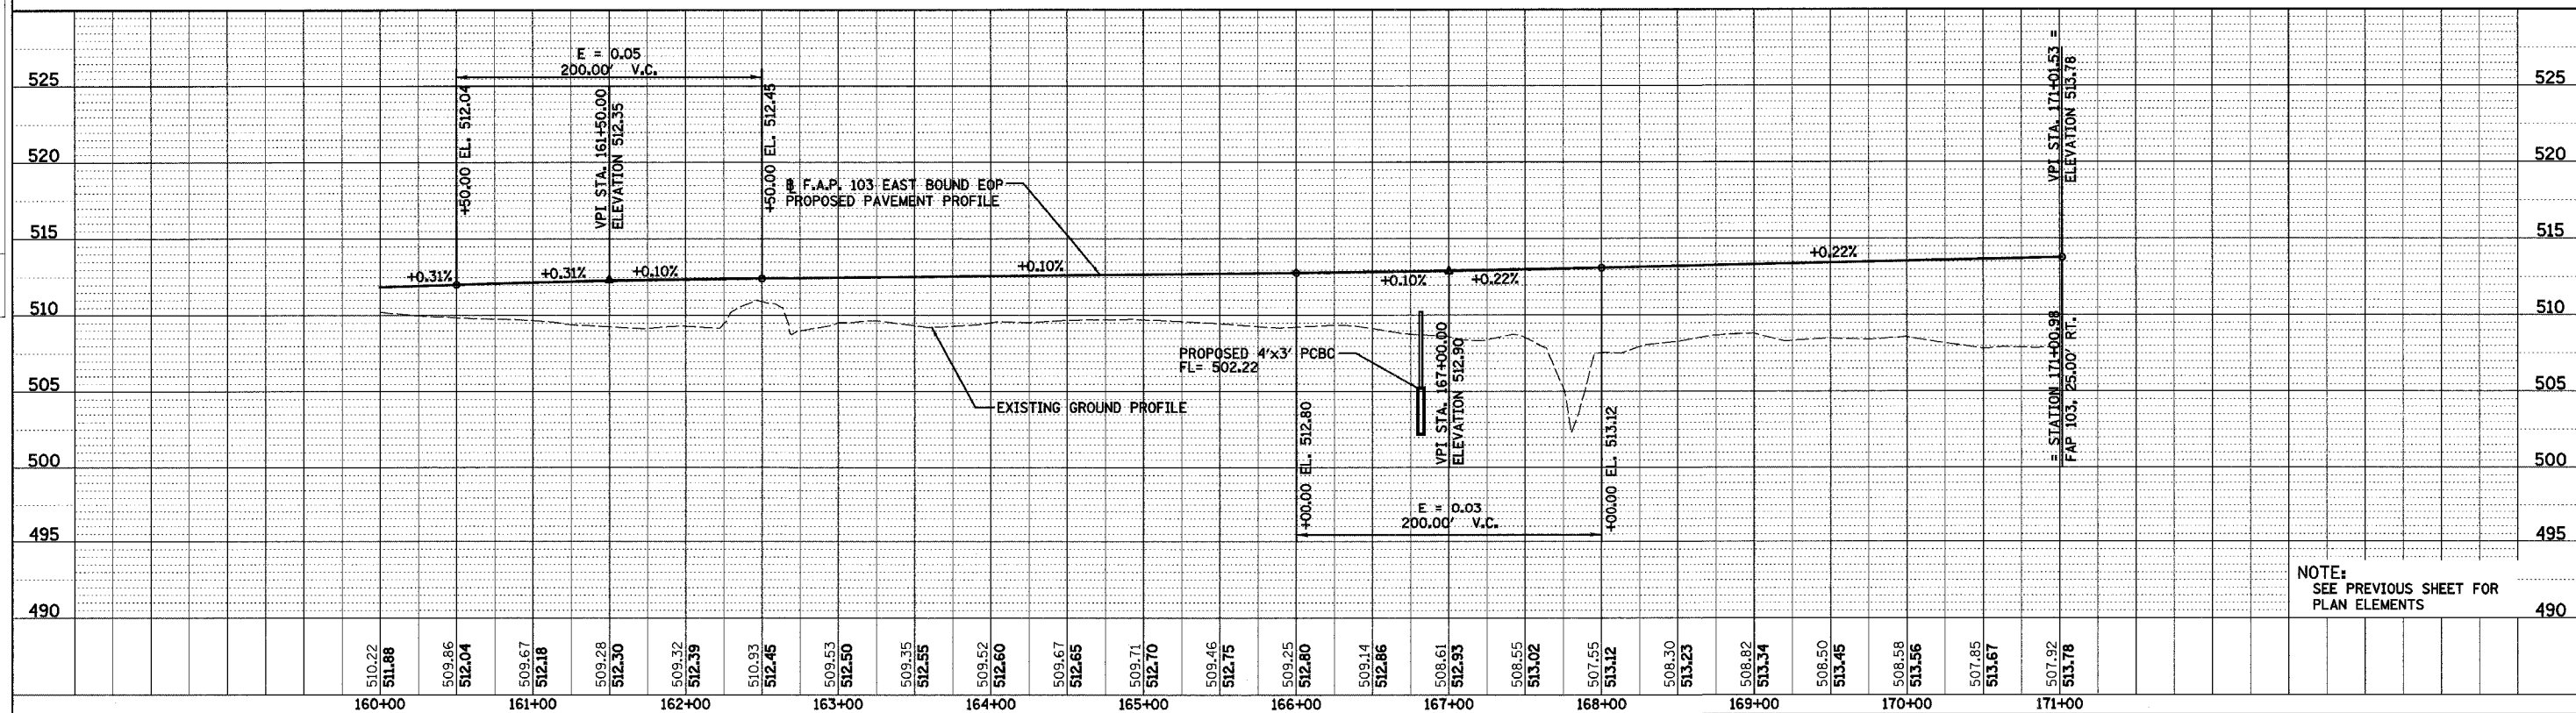 E = 0.05
200.00' V.C.
+50.00 EL. 512.04
VPI STA. 161+50.00
ELEVATION 512.35
+50.00 EL. 512.45
VPI STA. 171+01.53 =
ELEVATION 513.78
525
525
520
520
515
515
510
510
505
505
500
500
495
495
490
490
F.A.P. 103 EAST BOUND EOP
PROPOSED PAVEMENT PROFILE
+0.31%
+0.31%
+0.10%
+0.10%
+0.10%
+0.22%
+0.22%
PROPOSED 4'x3' PCBC
FL= 502.22
EXISTING GROUND PROFILE
+00.00 EL. 512.80
VPI STA. 167+00.00
ELEVATION 512.90
+00.00 EL. 513.12
= STATION 171+00.98
FAP 103, 25.00' RT.
E = 0.03
200.00' V.C.
NOTE:
SEE PREVIOUS SHEET FOR
PLAN ELEMENTS
510.22
511.88
509.86
512.04
509.67
512.18
509.28
512.30
509.32
512.39
510.93
512.45
509.53
512.50
509.35
512.55
509.52
512.60
509.67
512.65
509.71
512.70
509.46
512.75
509.25
512.80
509.14
512.86
508.61
512.93
508.55
513.02
507.55
513.12
508.30
513.23
508.82
513.34
508.50
513.45
508.58
513.56
507.85
513.67
507.92
513.78
160+00 161+00 162+00 163+00 164+00 165+00 166+00 167+00 168+00 169+00 170+00 171+00